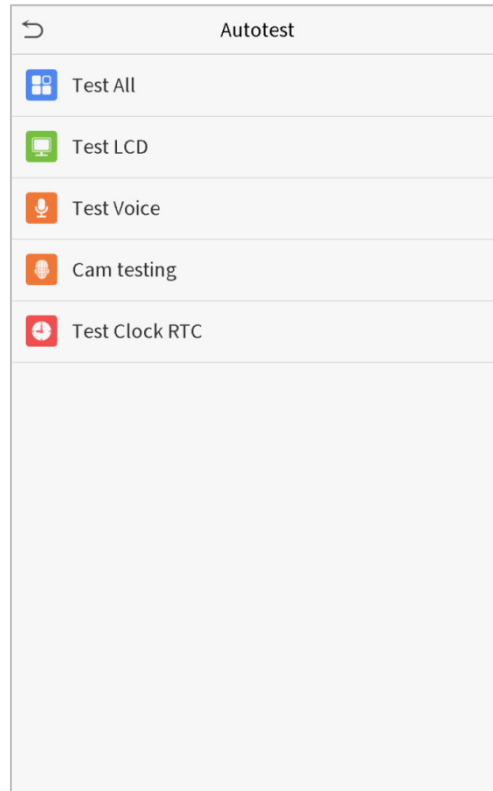 Autotest
Test All
Test LCD
Test Voice
Cam testing
Test Clock RTC